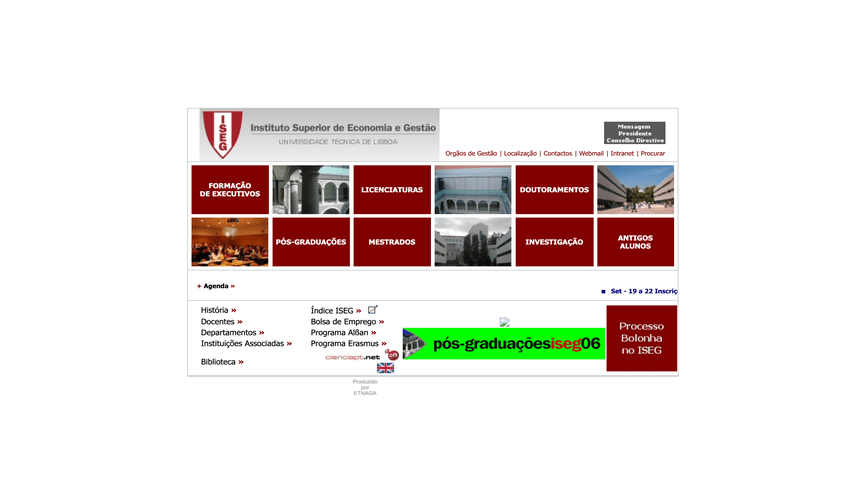 ISEG
Instituto Superior de Economia e Gestão
UNIVERSIDADE TÉCNICA DE LISBOA
Mensagem
Presidente
Conselho Directivo
Orgãos de Gestão | Localização | Contactos | Webmail | Intranet | Procurar
FORMAÇÃO
DE EXECUTIVOS
LICENCIATURAS
DOUTORAMENTOS
PÓS-GRADUAÇÕES
MESTRADOS
INVESTIGAÇÃO
ANTIGOS
ALUNOS
+ Agenda »
Set - 19 a 22 Inscriç
História »
Índice ISEG »
Docentes »
Bolsa de Emprego »
Departamentos »
Programa Alßan »
Instituições Associadas »
Programa Erasmus »
Biblioteca »
cienciapt.net
pós-graduaçõesiseg06
Processo
Bolonha
no ISEG
Produzido
por
ETNAGA